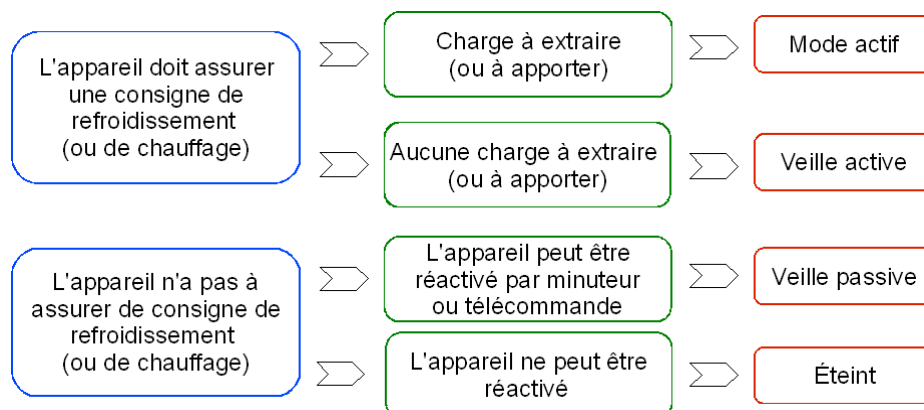 L'appareil doit assurer
une consigne de
refroidissement
(ou de chauffage)
Charge à extraire
(ou à apporter)
Mode actif
Aucune charge à extraire
(ou à apporter)
Veille active
L'appareil n'a pas à
assurer de consigne de
refroidissement
(ou de chauffage)
L'appareil peut être
réactivé par minuteur
ou télécommande
Veille passive
L'appareil ne peut être
réactivé
Éteint